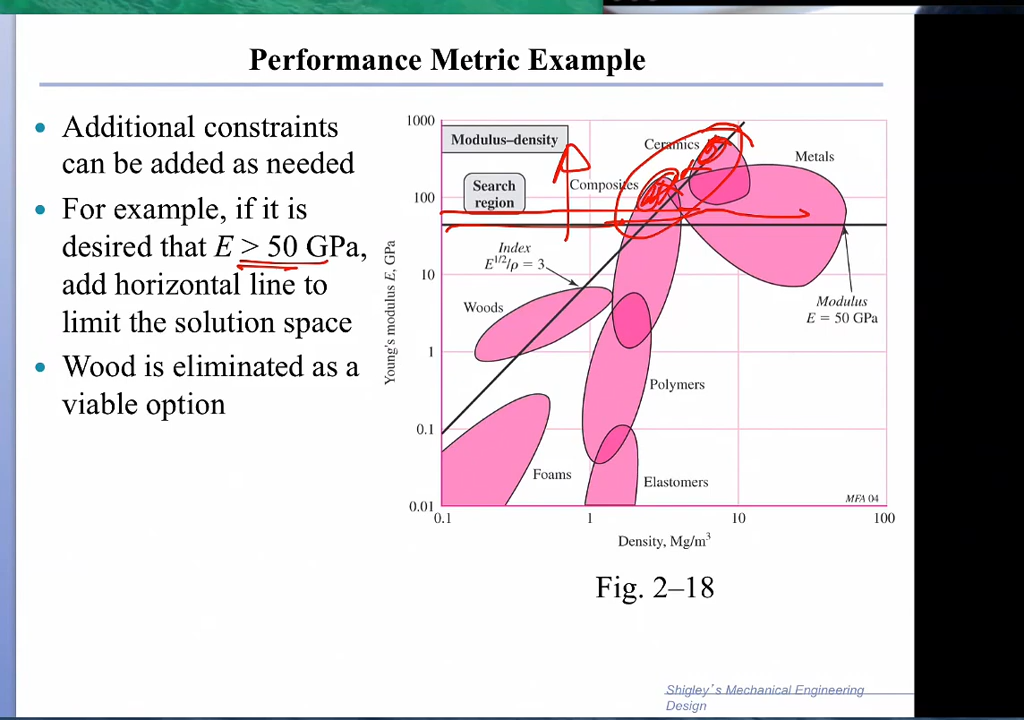 Performance Metric Example
• Additional constraints
can be added as needed
• For example, if it is
desired that E > 50 GPa,
add horizontal line to
limit the solution space
• Wood is eliminated as a
viable option
1000
100
10
1
0.1
0.01
Young's modulus E, GPa
Modulus–density
Search
region
Composites
Ceramics
Metals
Index
E^1/2/ρ = 3
Woods
Modulus
E = 50 GPa
Polymers
Foams
Elastomers
MFA 04
0.1
1
10
100
Density, Mg/m³
Fig. 2–18
Shigley's Mechanical Engineering
Design